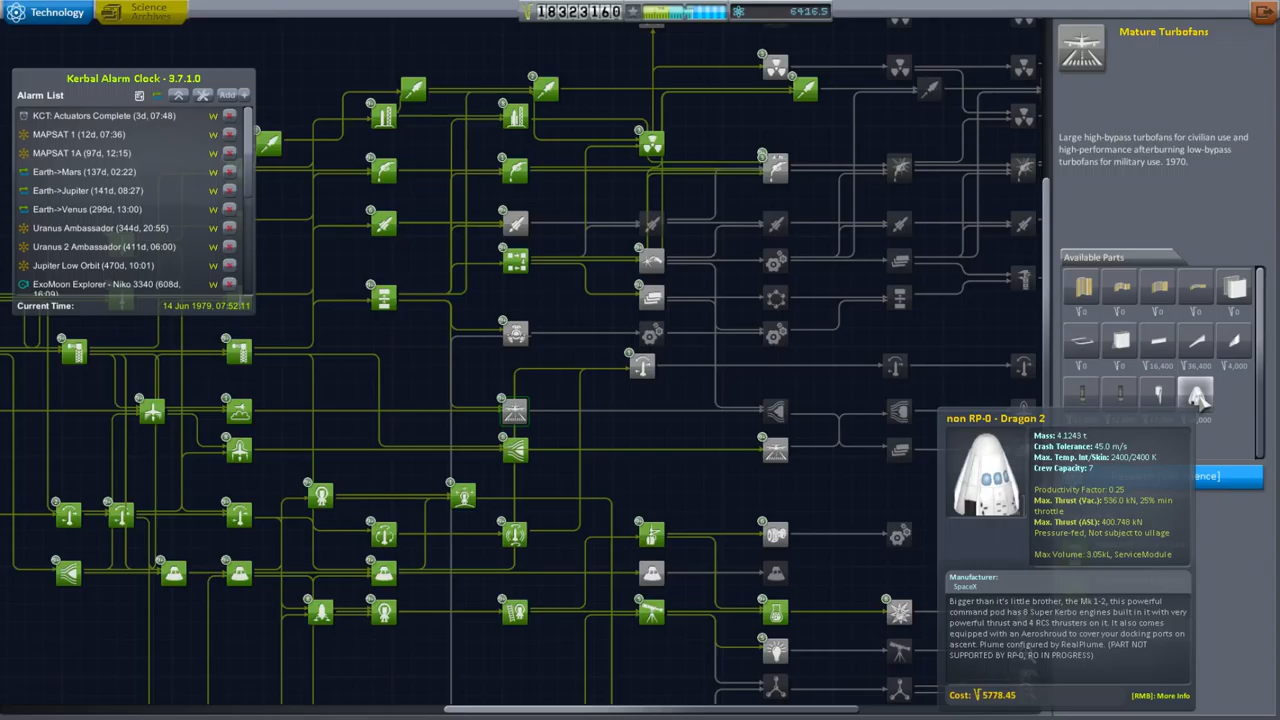 Technology
Science
Archives
18323160
6416.5
Mature Turbofans
Large high-bypass turbofans for civilian use and
high-performance afterburning low-bypass
turbofans for military use. 1970.
Kerbal Alarm Clock - 3.7.1.0
Alarm List
Add +
KCT: Actuators Complete (3d, 07:48) W
MAPSAT 1 (12d, 07:36) W
MAPSAT 1A (97d, 12:15) W
Earth->Mars (137d, 02:22) W
Earth->Jupiter (141d, 08:27) W
Earth->Venus (299d, 13:00) W
Uranus Ambassador (344d, 20:55) W
Uranus 2 Ambassador (411d, 06:00) W
Jupiter Low Orbit (470d, 10:01) W
ExoMoon Explorer - Niko 3340 (608d, W
16:09)
Current Time: 14 Jun 1979, 07:52:11
Available Parts
0 0 0 0 0
0 0 16,400 36,400 4,000
non RP-0 - Dragon 2
Mass: 4.1248 t
Crash Tolerance: 45.0 m/s
Max. Temp. Int/Skin: 2400/2400 K
Crew Capacity: 7
Productivity Factor: 0.25
Max. Thrust (Vac.): 536.0 kN, 25% min
throttle
Max. Thrust (ASL): 400.748 kN
Pressure-fed, Not subject to ullage
Max Volume: 3.05kL, ServiceModule
Manufacturer:
SpaceX
Bigger than it's little brother, the Mk 1-2, this powerful
command pod has 8 Super Kerbo engines built in it with very
powerful thrust and 4 RCS thrusters on it. It also comes
equipped with an Aeroshroud to cover your docking ports on
ascent. Plume configured by RealPlume. (PART NOT
SUPPORTED BY RP-0, RO IN PROGRESS)
Cost: 5778.45
[RMB]: More Info